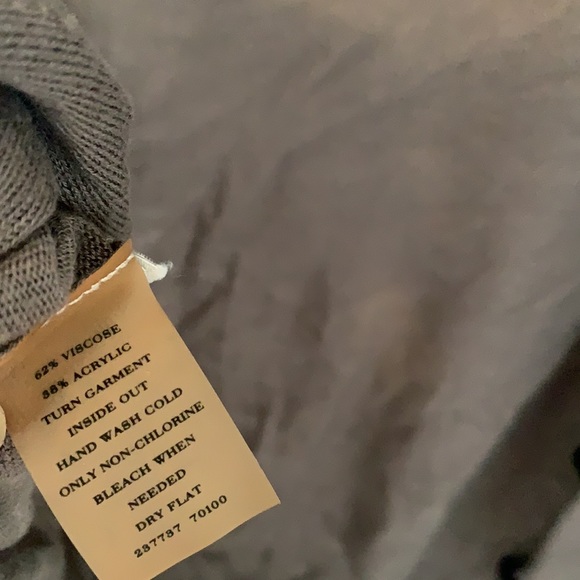 62% VISCOSE
38% ACRYLIC
TURN GARMENT
INSIDE OUT
HAND WASH COLD
ONLY NON-CHLORINE
BLEACH WHEN
NEEDED
DRY FLAT
237737 70100